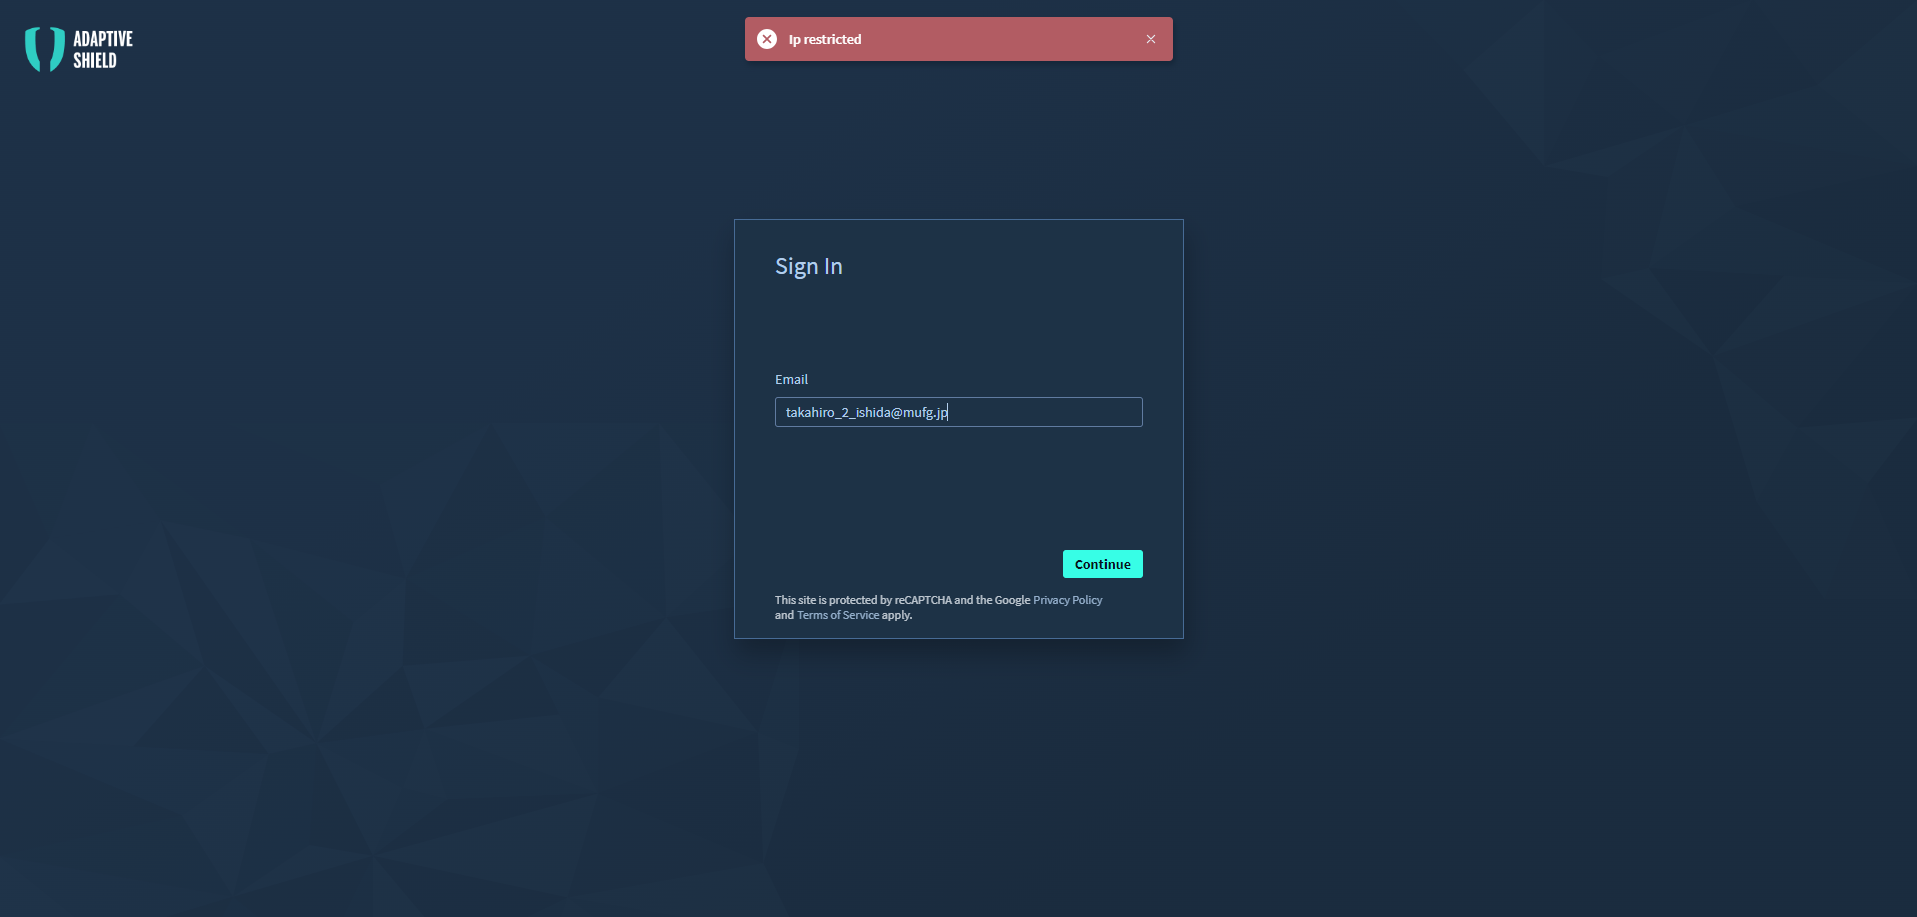 ADAPTIVE
SHIELD
Ip restricted
Sign In
Email
takahiro_2_ishida@mufg.jp
Continue
This site is protected by reCAPTCHA and the Google Privacy Policy
and Terms of Service apply.